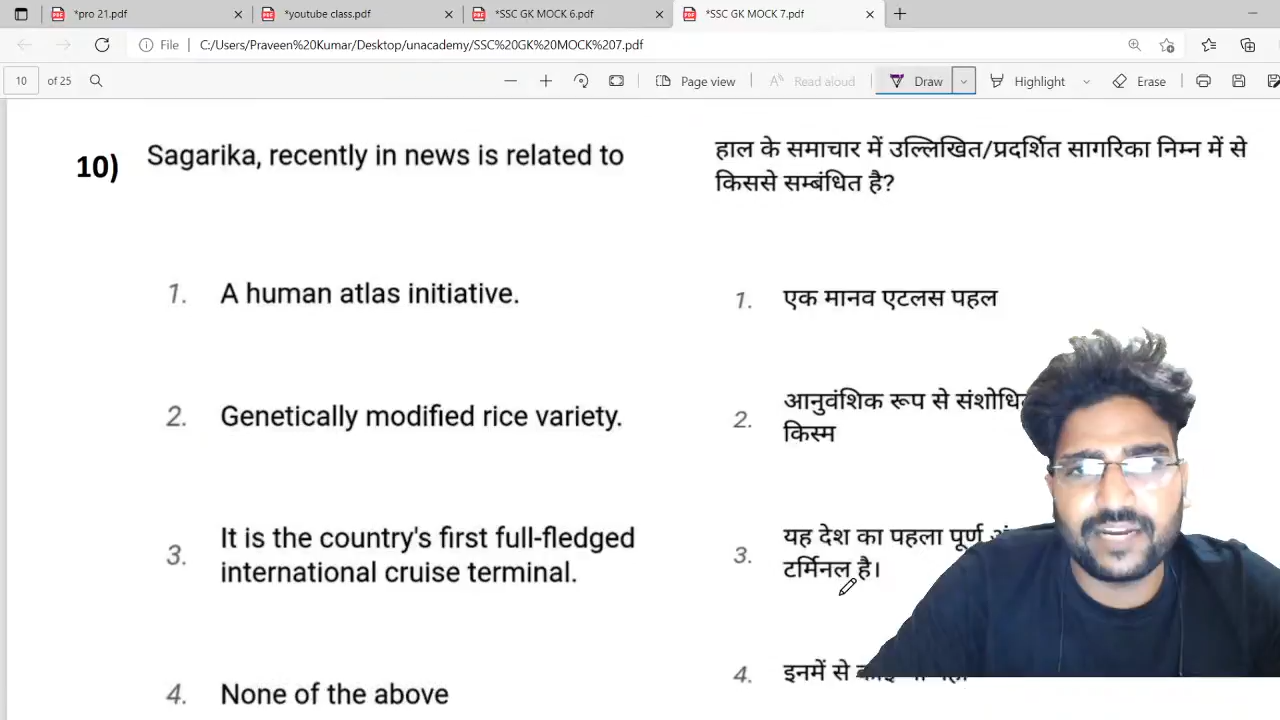 *pro 21.pdf
*youtube class.pdf
*SSC GK MOCK 6.pdf
*SSC GK MOCK 7.pdf
File C:/Users/Praveen%20Kumar/Desktop/unacademy/SSC%20GK%20MOCK%207.pdf
10 of 25
Page view
Read aloud
Draw
Highlight
Erase
10) Sagarika, recently in news is related to
1. A human atlas initiative.
2. Genetically modified rice variety.
3. It is the country's first full-fledged
international cruise terminal.
4. None of the above
हाल के समाचार में उल्लिखित/प्रदर्शित सागरिका निम्न में से
किससे सम्बंधित है?
1. एक मानव एटलस पहल
2. आनुवंशिक रूप से
किस्म
3. यह देश का पहला पूर्ण
टर्मिनल है।
4. इनमें से